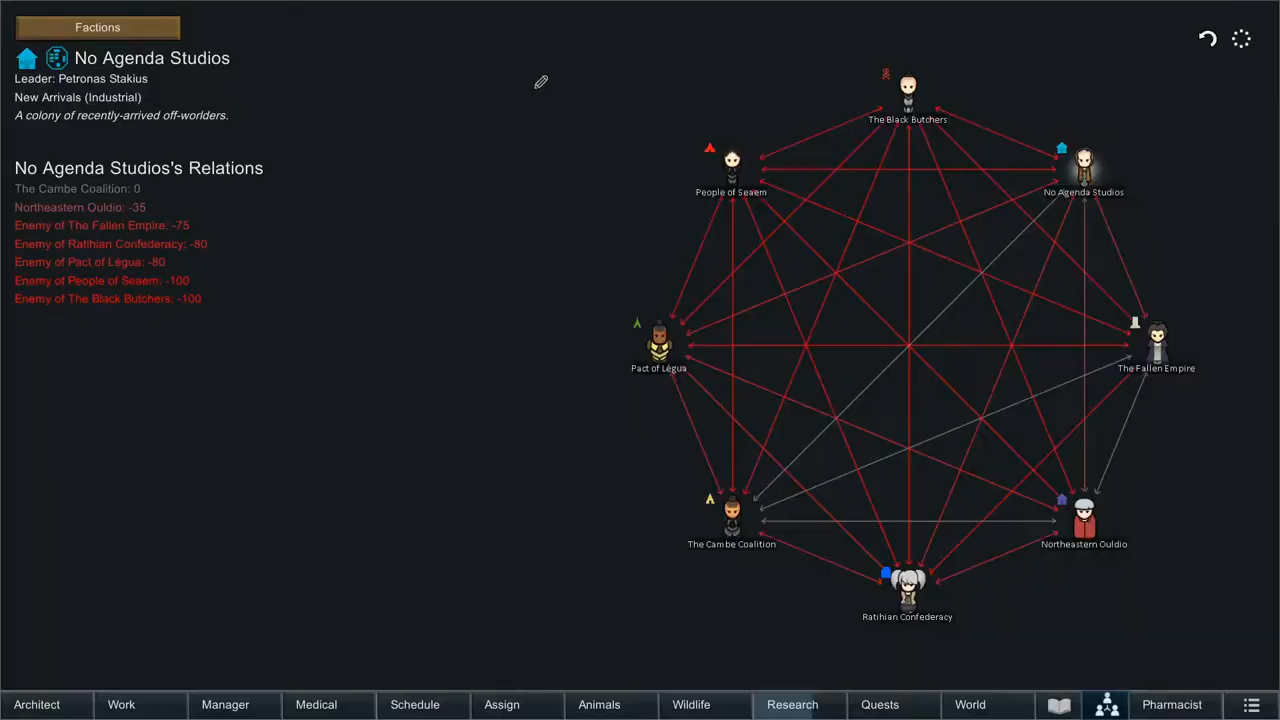 Factions
No Agenda Studios
Leader: Petronas Stakius
New Arrivals (Industrial)
A colony of recently-arrived off-worlders.
No Agenda Studios's Relations
The Cambe Coalition: 0
Northeastern Ouldio: -35
Enemy of The Fallen Empire: -75
Enemy of Ratihian Confederacy: -80
Enemy of Pact of Légua: -80
Enemy of People of Seaem: -100
Enemy of The Black Butchers: -100
The Black Butchers
People of Seaem
No Agenda Studios
Pact of Légua
The Fallen Empire
The Cambe Coalition
Northeastern Ouldio
Ratihian Confederacy
Architect
Work
Manager
Medical
Schedule
Assign
Animals
Wildlife
Research
Quests
World
Pharmacist